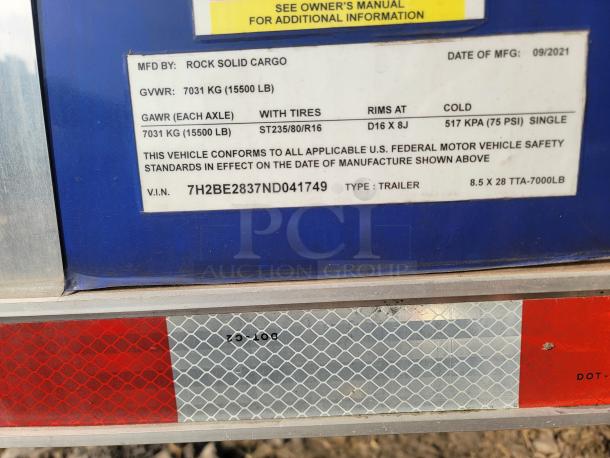 SEE OWNER'S MANUAL
FOR ADDITIONAL INFORMATION
MFD BY: ROCK SOLID CARGO DATE OF MFG: 09/2021
GVWR: 7031 KG (15500 LB)
GAWR (EACH AXLE) WITH TIRES RIMS AT COLD
7031 KG (15500 LB) ST235/80/R16 D16 X 8J 517 KPA (75 PSI) SINGLE
THIS VEHICLE CONFORMS TO ALL APPLICABLE U.S. FEDERAL MOTOR VEHICLE SAFETY
STANDARDS IN EFFECT ON THE DATE OF MANUFACTURE SHOWN ABOVE
V.I.N. 7H2BE2837ND041749 TYPE : TRAILER 8.5 X 28 TTA-7000LB
PCI
AUCTION GROUP
DOT-C2
DOT-